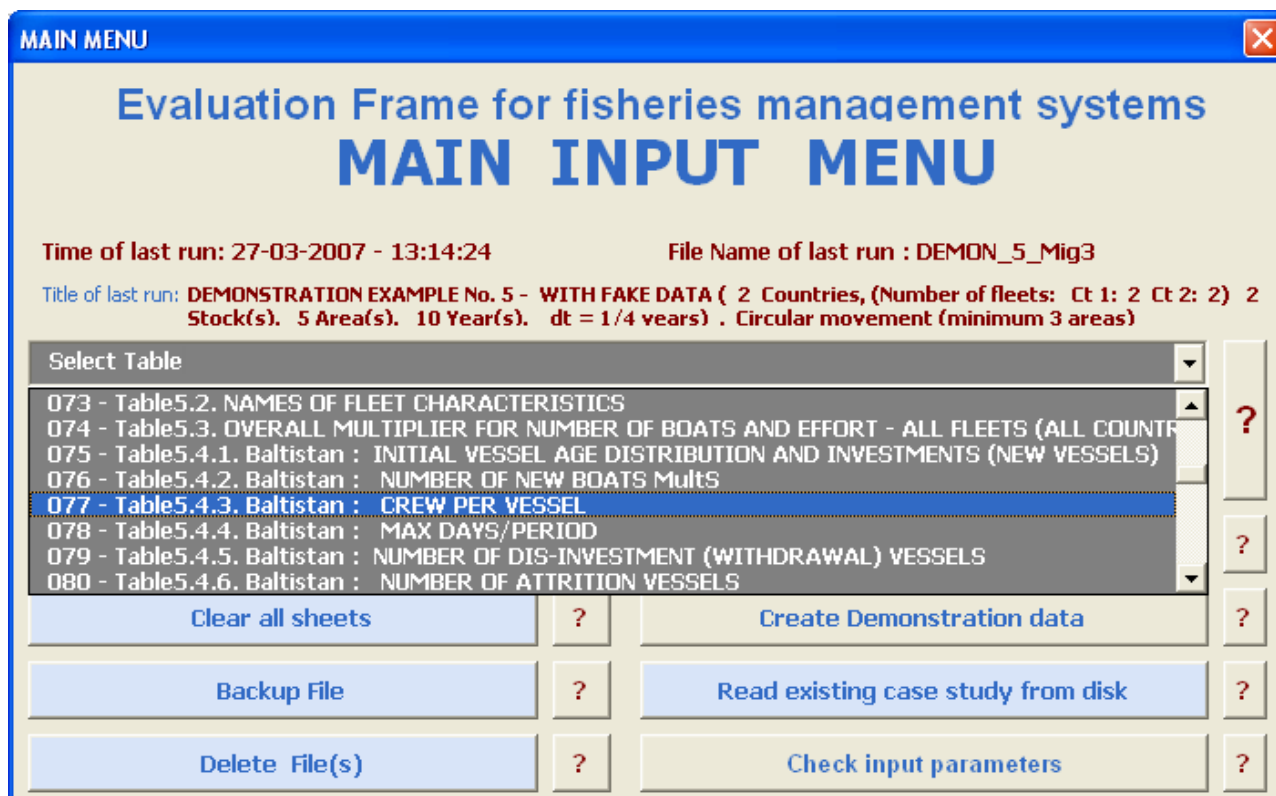 MAIN MENU
Evaluation Frame for fisheries management systems
MAIN INPUT MENU
Time of last run: 27-03-2007 - 13:14:24 File Name of last run : DEMON_5_Mig3
Title of last run: DEMONSTRATION EXAMPLE No. 5 - WITH FAKE DATA ( 2 Countries, (Number of fleets: Ct 1: 2 Ct 2: 2) 2
Stock(s). 5 Area(s). 10 Year(s). dt = 1/4 years) . Circular movement (minimum 3 areas)
Select Table
?
073 - Table5.2. NAMES OF FLEET CHARACTERISTICS
074 - Table5.3. OVERALL MULTIPLIER FOR NUMBER OF BOATS AND EFFORT - ALL FLEETS (ALL COUNTR
075 - Table5.4.1. Baltistan : INITIAL VESSEL AGE DISTRIBUTION AND INVESTMENTS (NEW VESSELS)
076 - Table5.4.2. Baltistan : NUMBER OF NEW BOATS MultS
077 - Table5.4.3. Baltistan : CREW PER VESSEL
078 - Table5.4.4. Baltistan : MAX DAYS/PERIOD
079 - Table5.4.5. Baltistan : NUMBER OF DIS-INVESTMENT (WITHDRAWAL) VESSELS
080 - Table5.4.6. Baltistan : NUMBER OF ATTRITION VESSELS
?
Clear all sheets ? Create Demonstration data ?
Backup File ? Read existing case study from disk ?
Delete File(s) ? Check input parameters ?